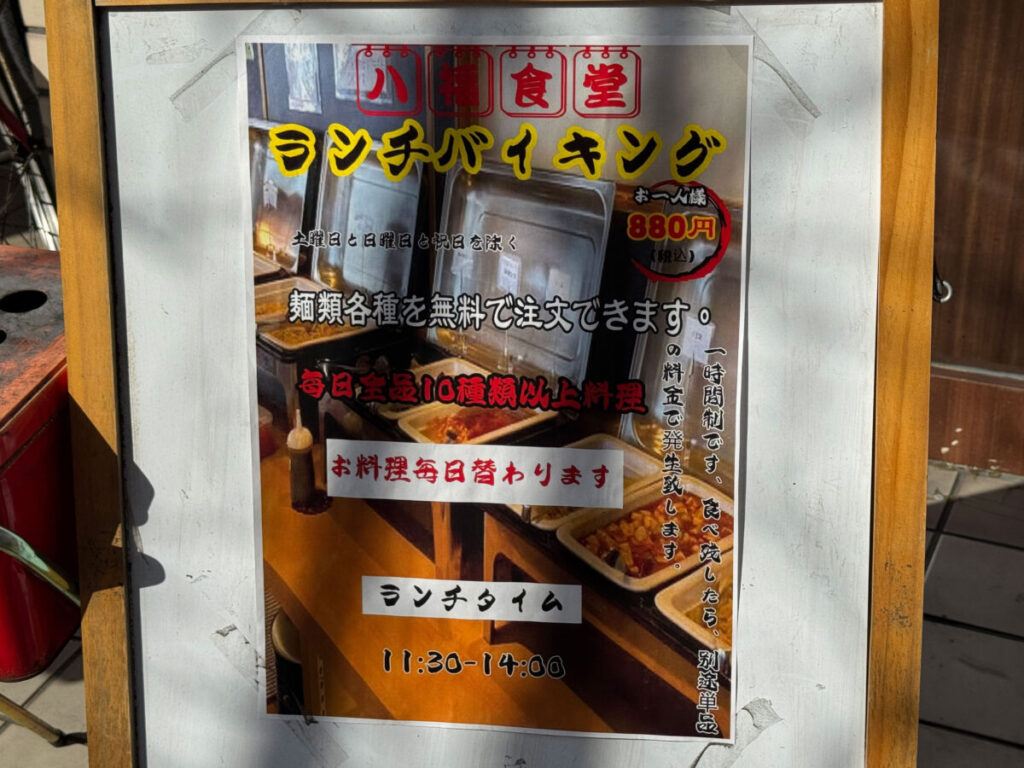 八福食堂
ランチバイキング
お一人様
880円
(税込)
土曜日と日曜日と祝日を除く
麺類各種を無料で注文できます。
毎日全品10種類以上料理
お料理毎日替わります
ランチタイム
11:30-14:00
一時間制です、食べ残したら、別途単品
の料金で発生致します。